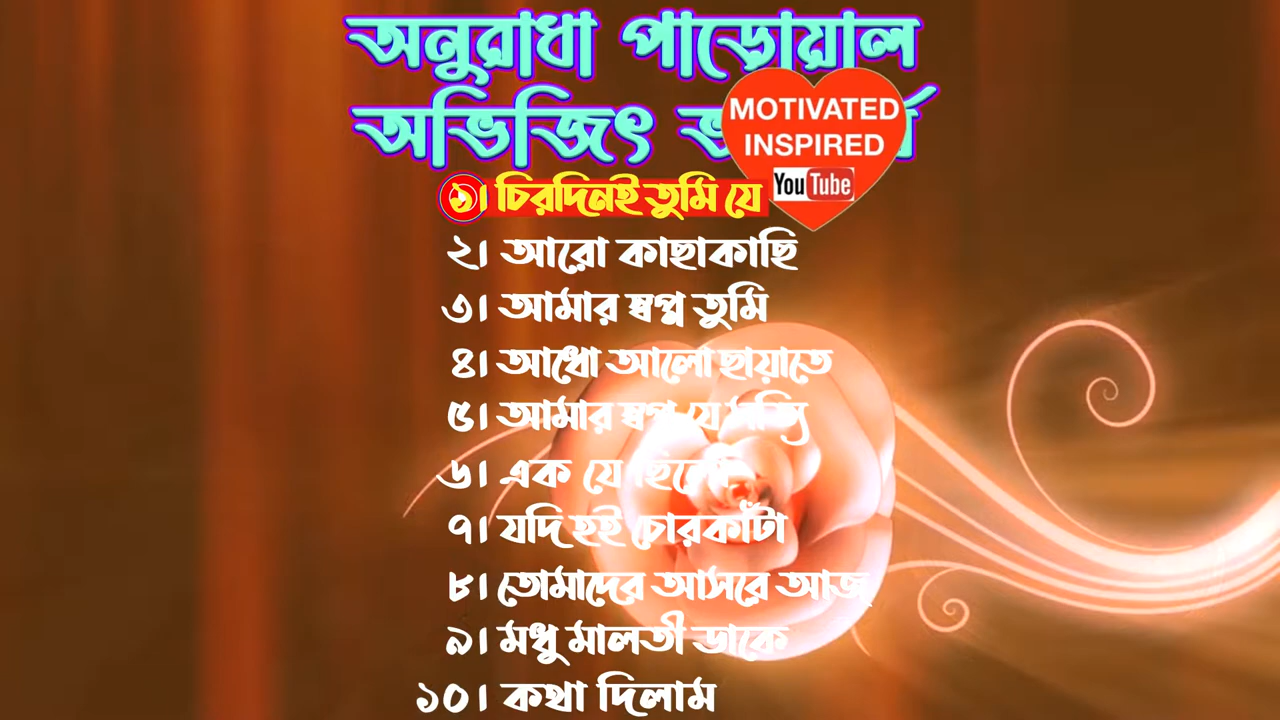 অনুরাধা পাড়োয়াল
অভিজিৎ
MOTIVATED
INSPIRED
YouTube
১। চিরদিনই তুমি যে
২। আরো কাছাকাছি
৩। আমার স্বপ্ন তুমি
৪। আধো আলো ছায়াতে
৫। আমার স্বপ্ন যে সত্যি
৬। এক যে ছিলো
৭। যদি হই চোরকাঁটা
৮। তোমাদের আসরে আজ
৯। মধু মালতী ডাকে
১০। কথা দিলাম